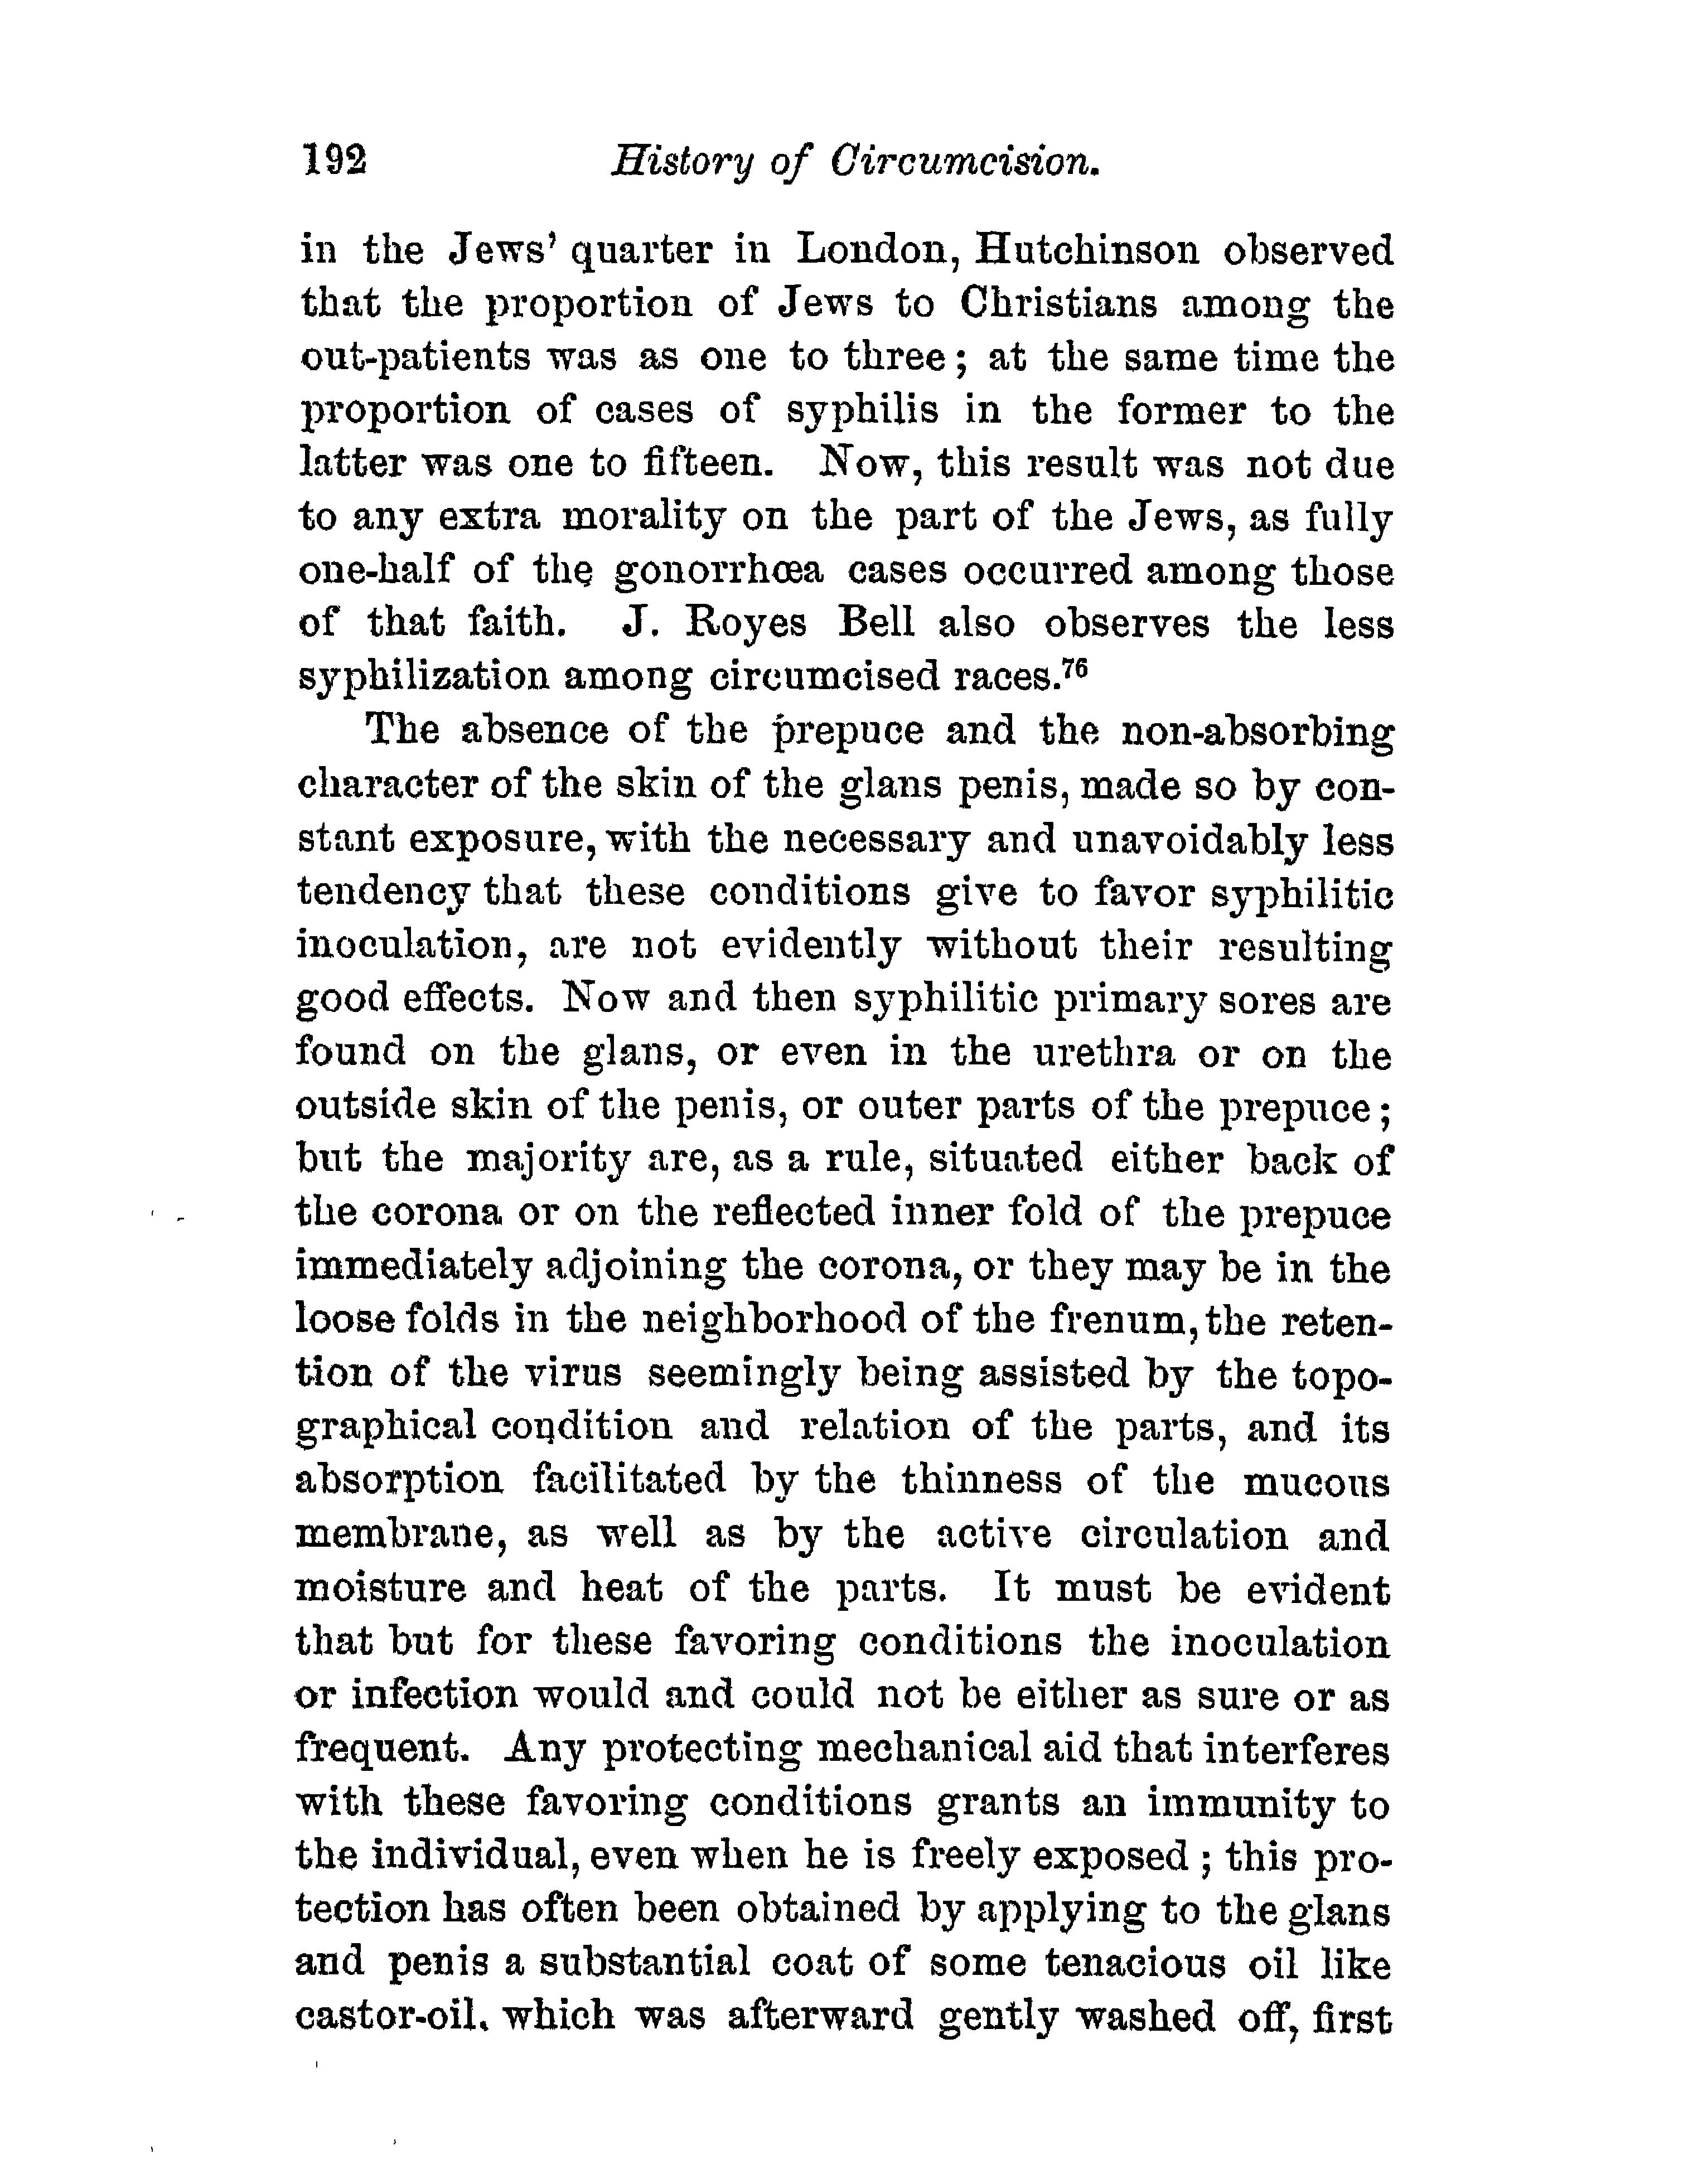 192 History of Circumcision.
in the Jews' quarter in London, Hutchinson observed
that the proportion of Jews to Christians among the
out-patients was as one to three; at the same time the
proportion of cases of syphilis in the former to the
latter was one to fifteen. Now, this result was not due
to any extra morality on the part of the Jews, as fully
one-half of the gonorrhœa cases occurred among those
of that faith. J. Royes Bell also observes the less
syphilization among circumcised races.⁷⁶
The absence of the prepuce and the non-absorbing
character of the skin of the glans penis, made so by con-
stant exposure, with the necessary and unavoidably less
tendency that these conditions give to favor syphilitic
inoculation, are not evidently without their resulting
good effects. Now and then syphilitic primary sores are
found on the glans, or even in the urethra or on the
outside skin of the penis, or outer parts of the prepuce;
but the majority are, as a rule, situated either back of
the corona or on the reflected inner fold of the prepuce
immediately adjoining the corona, or they may be in the
loose folds in the neighborhood of the frenum, the reten-
tion of the virus seemingly being assisted by the topo-
graphical condition and relation of the parts, and its
absorption facilitated by the thinness of the mucous
membrane, as well as by the active circulation and
moisture and heat of the parts. It must be evident
that but for these favoring conditions the inoculation
or infection would and could not be either as sure or as
frequent. Any protecting mechanical aid that interferes
with these favoring conditions grants an immunity to
the individual, even when he is freely exposed; this pro-
tection has often been obtained by applying to the glans
and penis a substantial coat of some tenacious oil like
castor-oil, which was afterward gently washed off, first